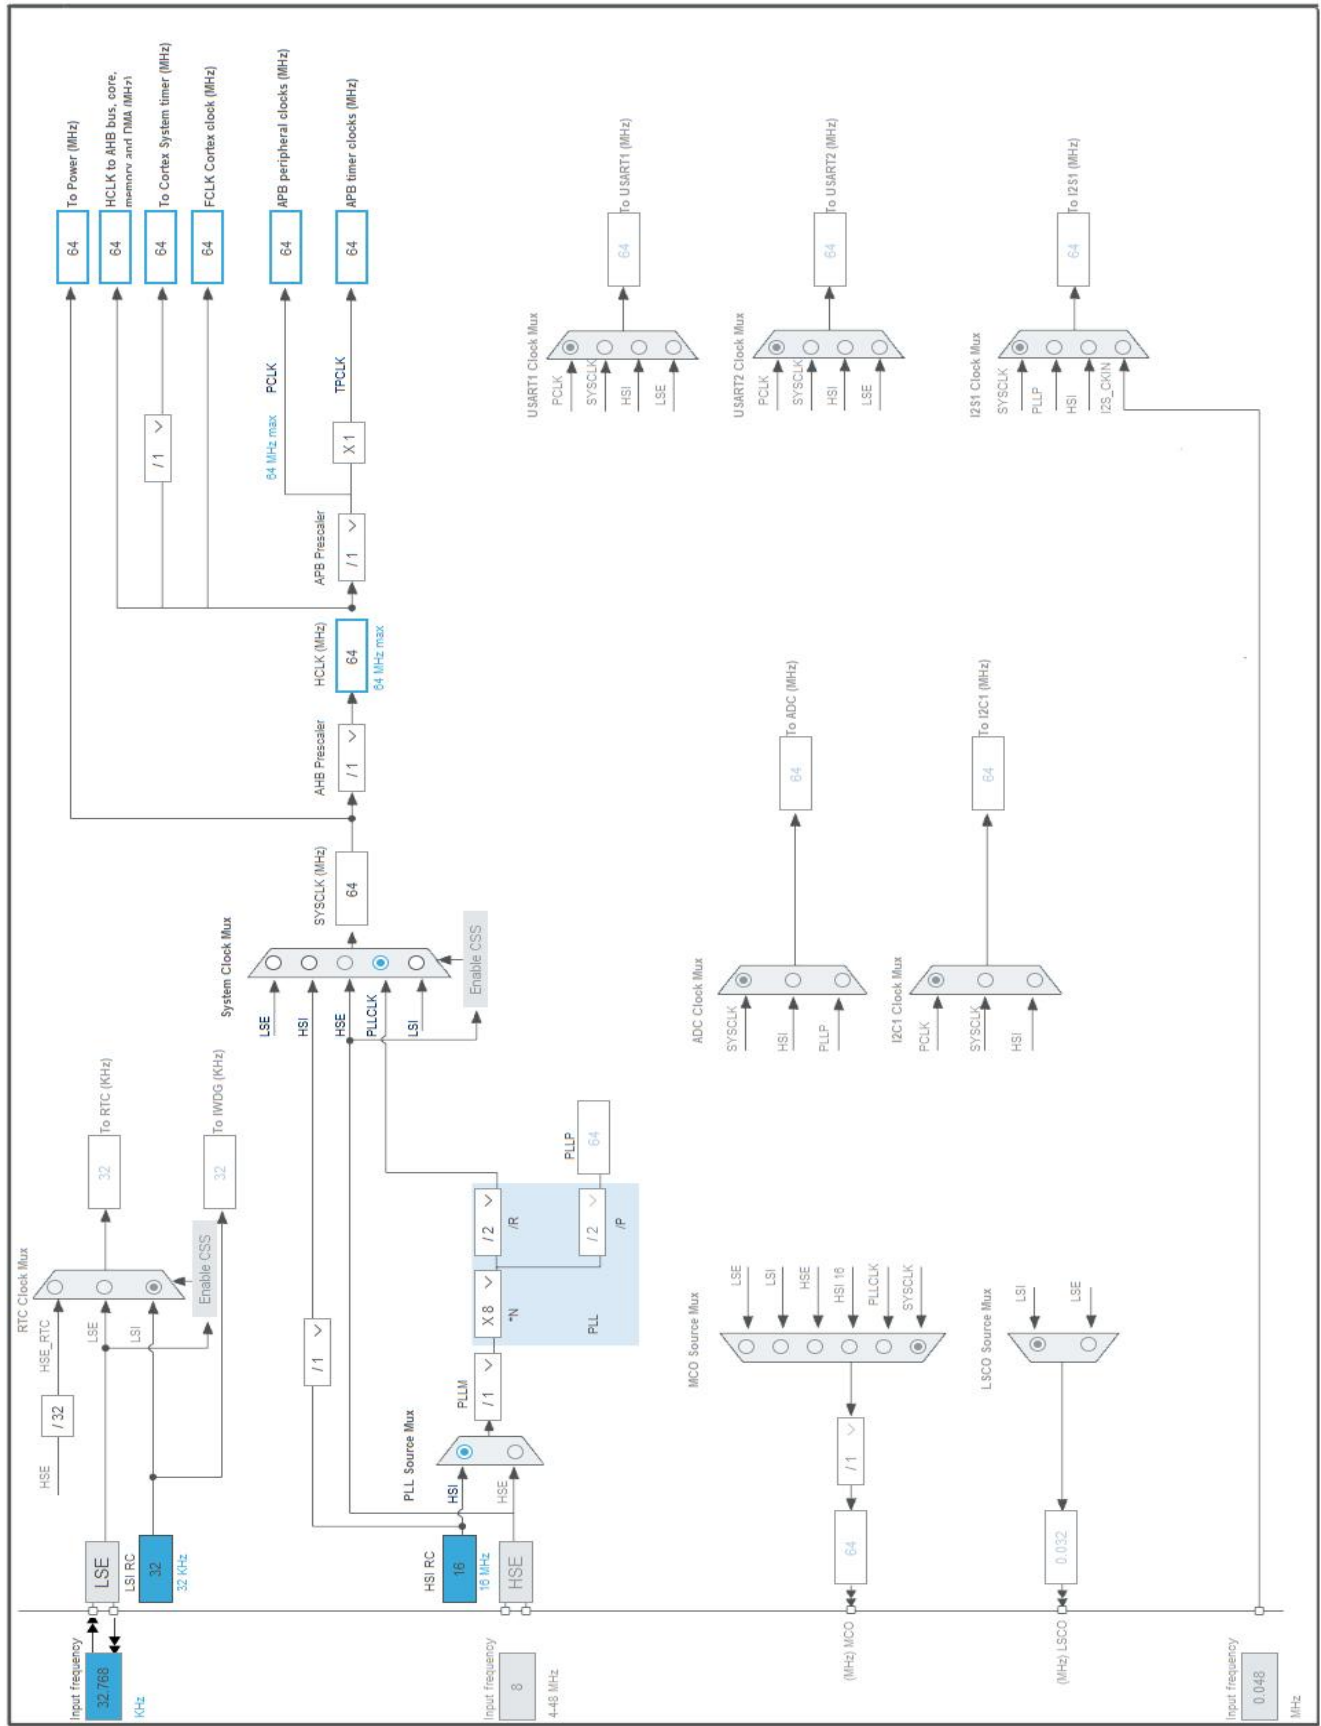 Input frequency
32.768
KHz
LSE
LSI RC
32
32 KHz
HSE
/ 32
HSE_RTC
LSE
LSI
RTC Clock Mux
Enable CSS
32
To RTC (KHz)
32
To IWDG (KHz)
Input frequency
8
4-48 MHz
HSI RC
16
16 MHz
HSE
PLL Source Mux
HSI
HSE
PLLM
/ 1
/ 1
X 8
*N
PLL
/ 2
/R
/ 2
/P
PLLP
64
System Clock Mux
LSE
HSI
HSE
PLLCLK
LSI
Enable CSS
SYSCLK (MHz)
64
AHB Prescaler
/ 1
HCLK (MHz)
64
64 MHz max
APB Prescaler
/ 1
/ 1
X 1
64 MHz max
PCLK
TPCLK
64
To Power (MHz)
64
HCLK to AHB bus, core,
memory and DMA (MHz)
64
To Cortex System timer (MHz)
64
FCLK Cortex clock (MHz)
64
APB peripheral clocks (MHz)
64
APB timer clocks (MHz)
USART1 Clock Mux
PCLK
SYSCLK
HSI
LSE
64
To USART1 (MHz)
USART2 Clock Mux
PCLK
SYSCLK
HSI
LSE
64
To USART2 (MHz)
I2S1 Clock Mux
SYSCLK
PLLP
HSI
I2S_CKIN
64
To I2S1 (MHz)
ADC Clock Mux
SYSCLK
HSI
PLLP
64
To ADC (MHz)
I2C1 Clock Mux
PCLK
SYSCLK
HSI
64
To I2C1 (MHz)
MCO Source Mux
LSE
LSI
HSE
HSI 16
PLLCLK
SYSCLK
/ 1
64
(MHz) MCO
LSCO Source Mux
LSI
LSE
0.032
(MHz) LSCO
Input frequency
0.048
MHz